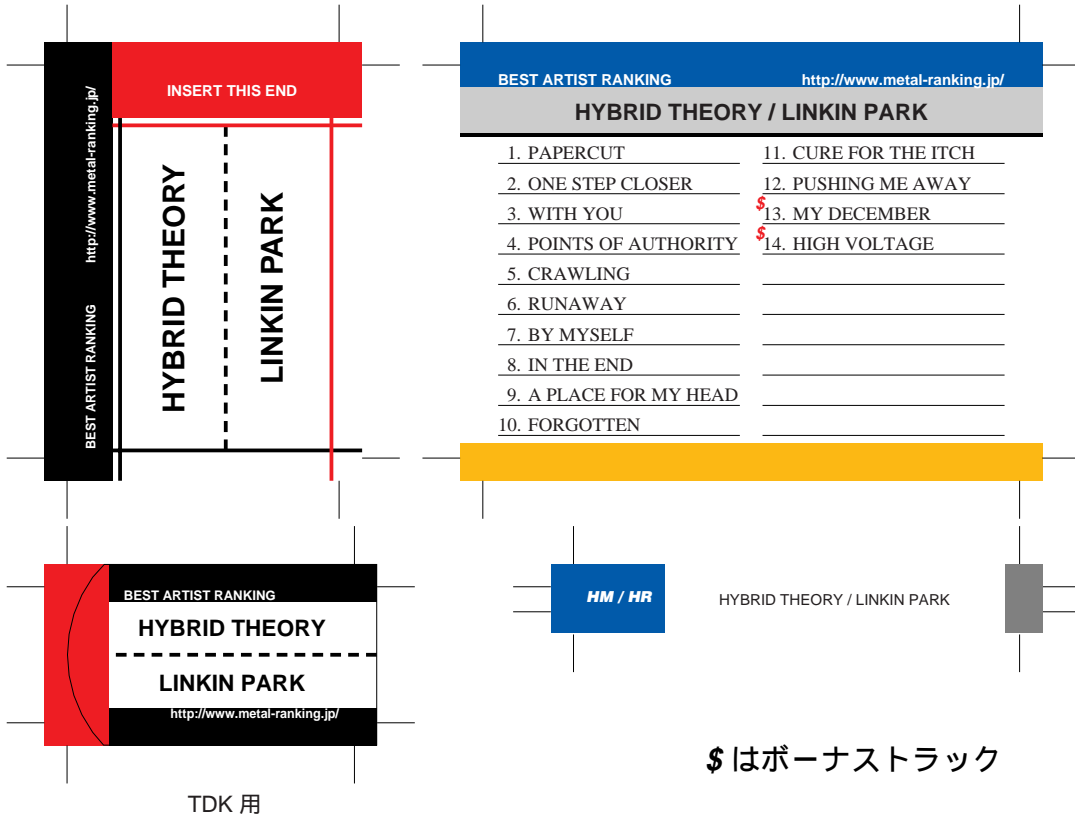 INSERT THIS END
BEST ARTIST RANKING http://www.metal-ranking.jp/
HYBRID THEORY
LINKIN PARK
BEST ARTIST RANKING http://www.metal-ranking.jp/
HYBRID THEORY / LINKIN PARK
1. PAPERCUT
2. ONE STEP CLOSER
3. WITH YOU
4. POINTS OF AUTHORITY
5. CRAWLING
6. RUNAWAY
7. BY MYSELF
8. IN THE END
9. A PLACE FOR MY HEAD
10. FORGOTTEN
11. CURE FOR THE ITCH
12. PUSHING ME AWAY
$13. MY DECEMBER
$14. HIGH VOLTAGE
BEST ARTIST RANKING
HYBRID THEORY
LINKIN PARK
http://www.metal-ranking.jp/
TDK 用
HM / HR HYBRID THEORY / LINKIN PARK
$ はボーナストラック